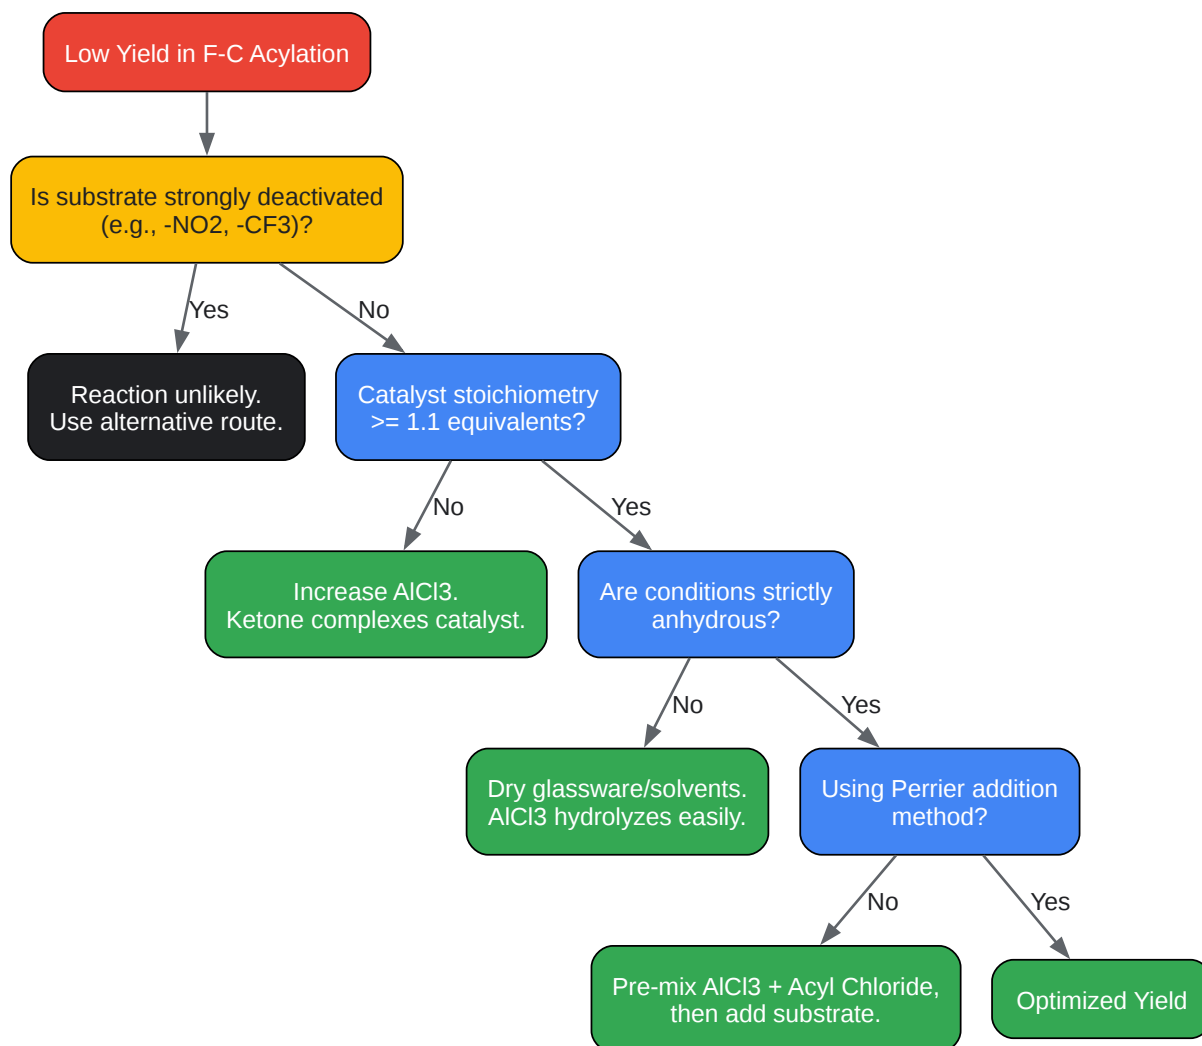 Low Yield in F-C Acylation
Is substrate strongly deactivated
(e.g., -NO2, -CF3)?
Yes
No
Reaction unlikely.
Use alternative route.
Catalyst stoichiometry
>= 1.1 equivalents?
No
Yes
Increase AlCl3.
Ketone complexes catalyst.
Are conditions strictly
anhydrous?
No
Yes
Dry glassware/solvents.
AlCl3 hydrolyzes easily.
Using Perrier addition
method?
No
Yes
Pre-mix AlCl3 + Acyl Chloride,
then add substrate.
Optimized Yield